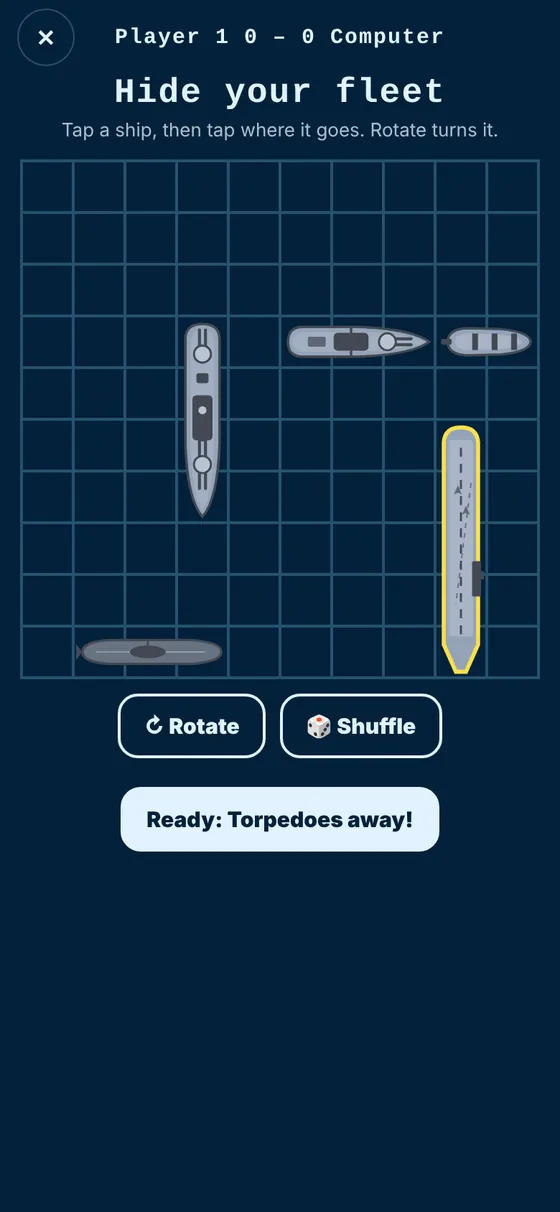 × Player 1 0 – 0 Computer
Hide your fleet
Tap a ship, then tap where it goes. Rotate turns it.
↻ Rotate 🎲 Shuffle
Ready: Torpedoes away!